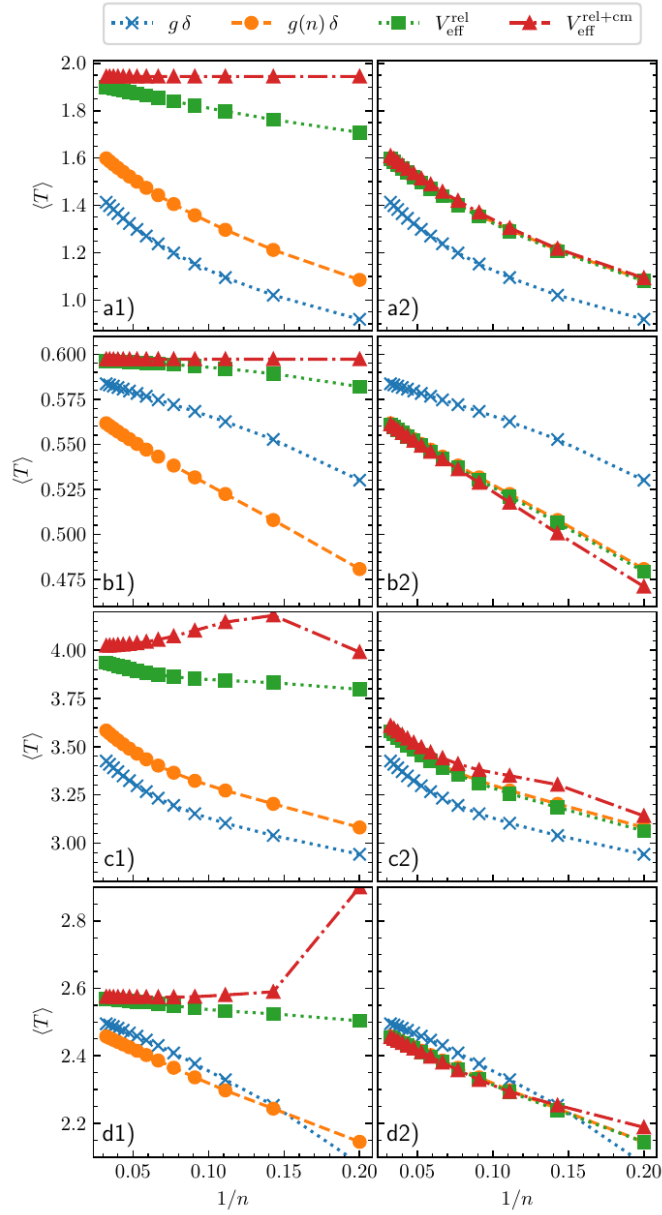 g δ   g(n) δ   V_eff^rel   V_eff^rel+cm
2.0
1.8
1.6
1.4
1.2
1.0
⟨T⟩
a1)
a2)
0.600
0.575
0.550
0.525
0.500
0.475
⟨T⟩
b1)
b2)
4.00
3.75
3.50
3.25
3.00
⟨T⟩
c1)
c2)
2.8
2.6
2.4
2.2
⟨T⟩
d1)
d2)
0.05 0.10 0.15 0.20 0.05 0.10 0.15 0.20
1/n 1/n